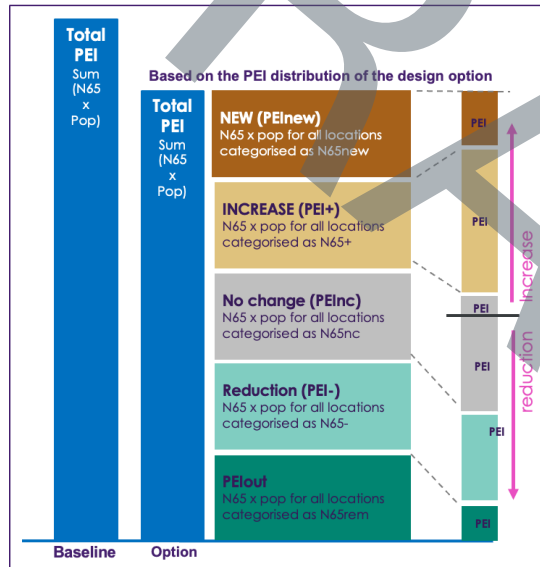 Total
PEI
Sum
(N65
x
Pop)
Based on the PEI distribution of the design option
Total
PEI
Sum
(N65
x
Pop)
NEW (PEInew)
N65 x pop for all locations
categorised as N65new
INCREASE (PEI+)
N65 x pop for all locations
categorised as N65+
No change (PEInc)
N65 x pop for all locations
categorised as N65nc
Reduction (PEI-)
N65 x pop for all locations
categorised as N65-
PEIout
N65 x pop for all locations
categorised as N65rem
PEI
PEI
PEI
PEI
PEI
PEI
Increase
reduction
Baseline
Option